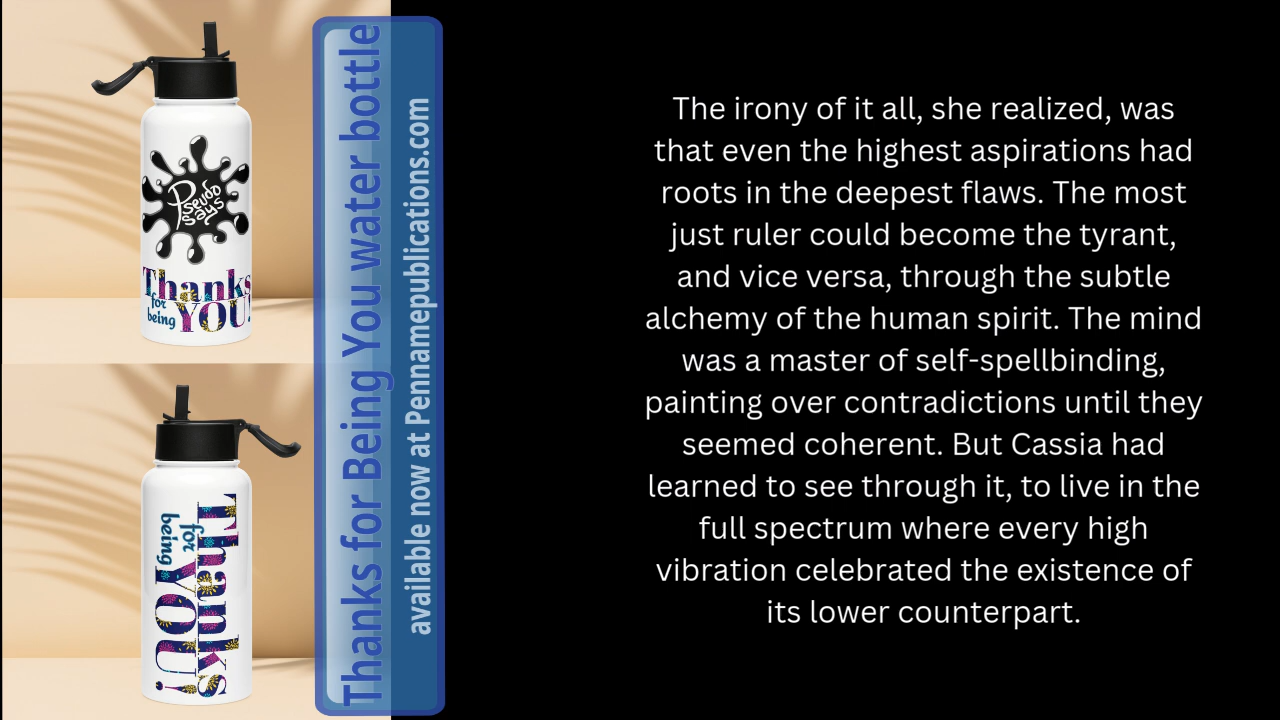 Pseudo
Says
Thanks
for
being
YOU!
Thanks
for
being
YOU!
Thanks for Being You water bottle
available now at Pennamepublications.com
The irony of it all, she realized, was
that even the highest aspirations had
roots in the deepest flaws. The most
just ruler could become the tyrant,
and vice versa, through the subtle
alchemy of the human spirit. The mind
was a master of self-spellbinding,
painting over contradictions until they
seemed coherent. But Cassia had
learned to see through it, to live in the
full spectrum where every high
vibration celebrated the existence of
its lower counterpart.